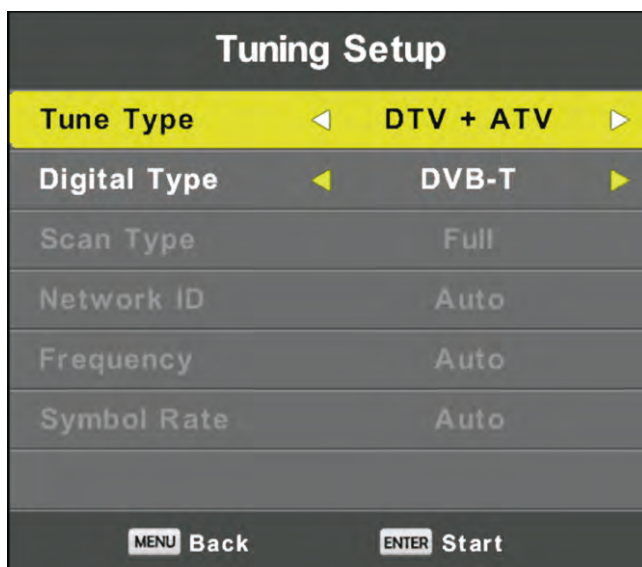 Tuning Setup
Tune Type DTV + ATV
Digital Type DVB-T
Scan Type Full
Network ID Auto
Frequency Auto
Symbol Rate Auto
MENU Back ENTER Start